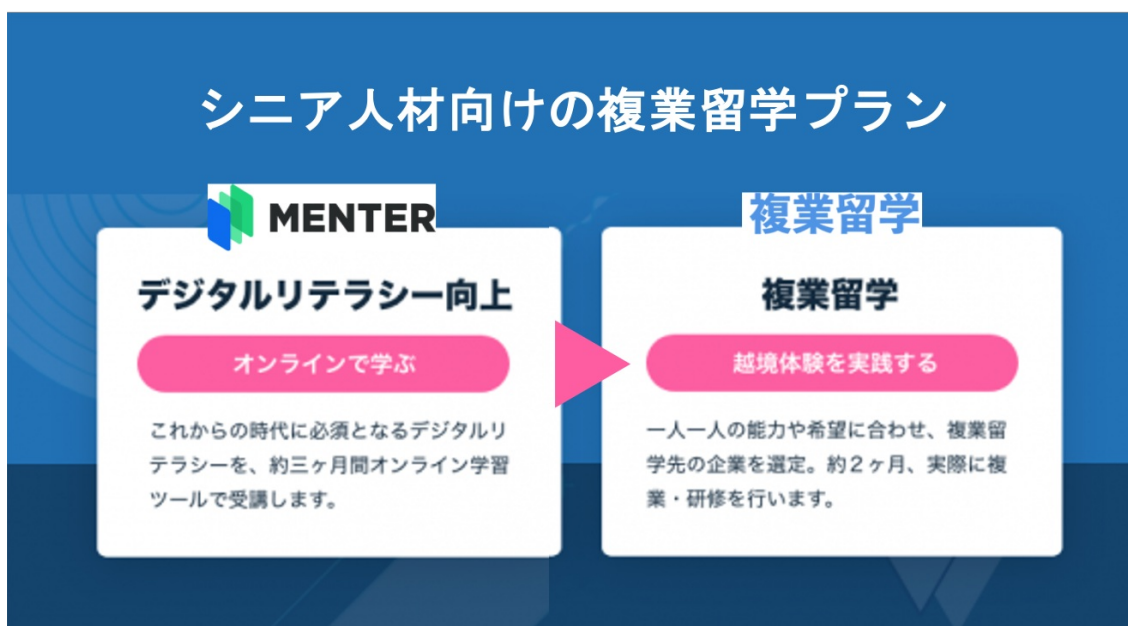 シニア人材向けの複業留学プラン
MENTER
デジタルリテラシー向上
オンラインで学ぶ
これからの時代に必須となるデジタルリ
テラシーを、約三ヶ月間オンライン学習
ツールで受講します。
複業留学
複業留学
越境体験を実践する
一人一人の能力や希望に合わせ、複業留
学先の企業を選定。約２ヶ月、実際に複
業・研修を行います。